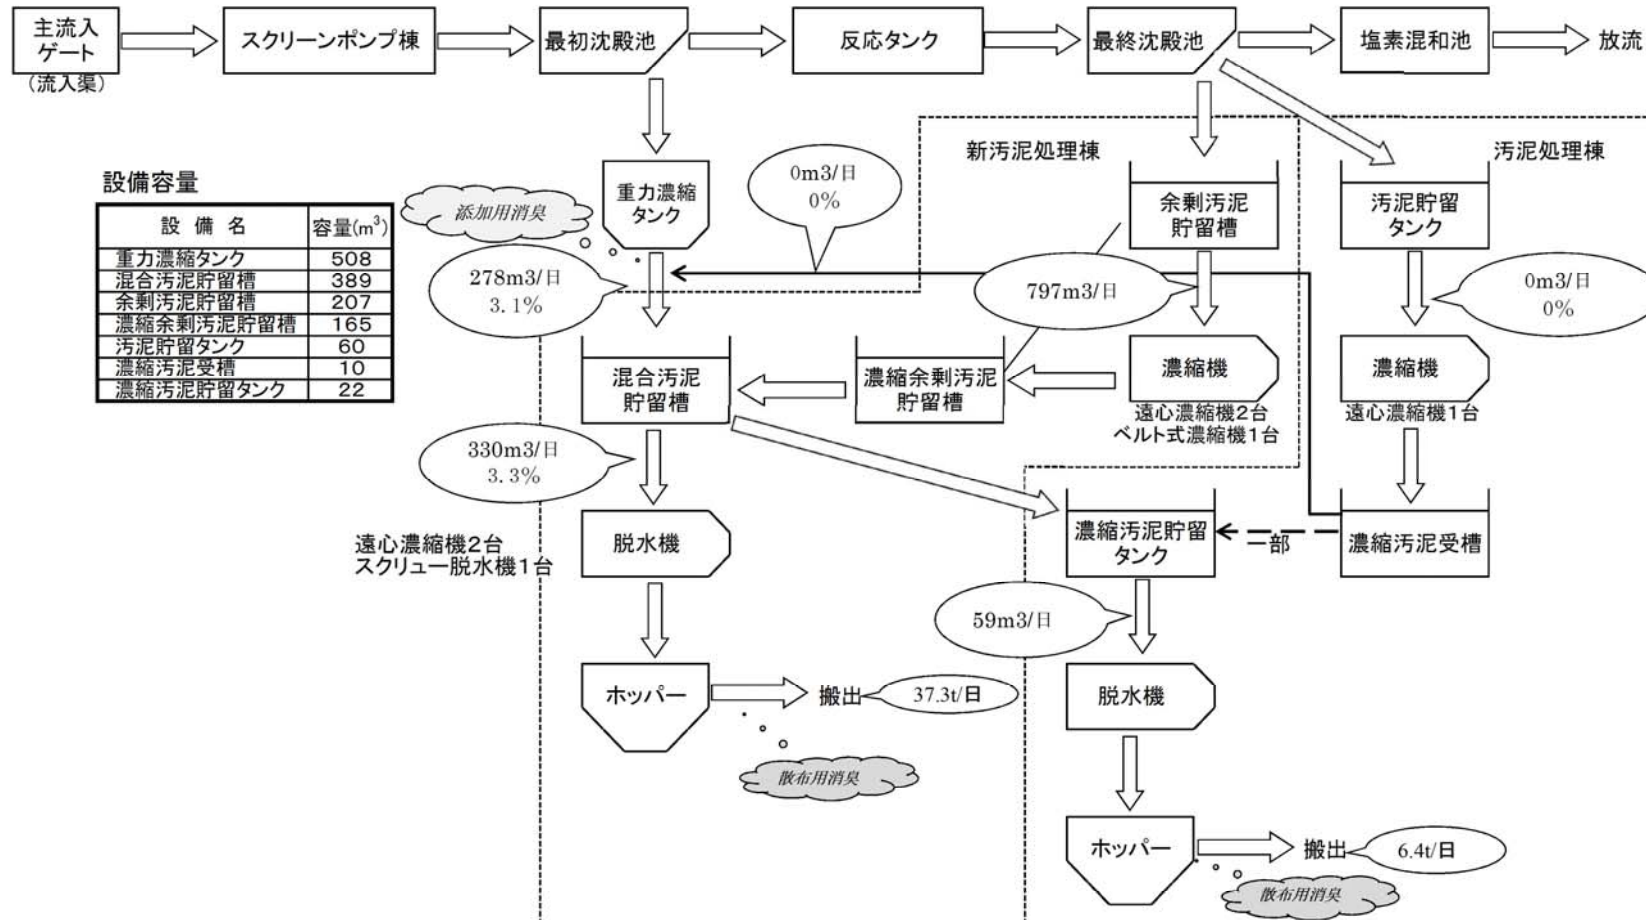 主流入
ゲート
(流入渠)
スクリーンポンプ棟
最初沈殿池
反応タンク
最終沈殿池
塩素混和池
放流
新汚泥処理棟
汚泥処理棟
設備容量
設 備 名 容量(m³)
重力濃縮タンク 508
混合汚泥貯留槽 389
余剰汚泥貯留槽 207
濃縮余剰汚泥貯留槽 165
汚泥貯留タンク 60
濃縮汚泥受槽 10
濃縮汚泥貯留タンク 22
添加用消臭
重力濃縮
タンク
0m3/日
0%
余剰汚泥
貯留槽
汚泥貯留
タンク
278m3/日
3.1%
797m3/日
0m3/日
0%
混合汚泥
貯留槽
濃縮余剰汚泥
貯留槽
濃縮機
遠心濃縮機2台
ベルト式濃縮機1台
濃縮機
遠心濃縮機1台
330m3/日
3.3%
遠心濃縮機2台
スクリュー脱水機1台
脱水機
濃縮汚泥貯留
タンク
一部
濃縮汚泥受槽
59m3/日
ホッパー
搬出
37.3t/日
散布用消臭
脱水機
ホッパー
搬出
6.4t/日
散布用消臭